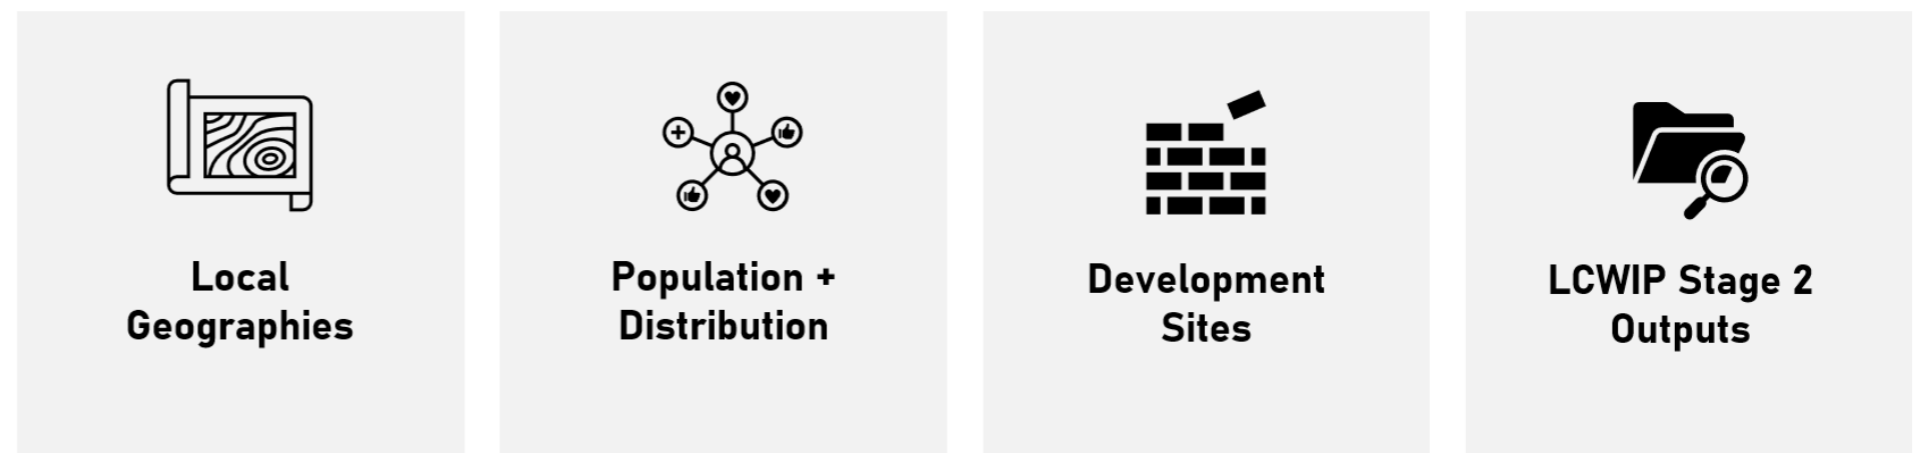 Local
Geographies
Population +
Distribution
Development
Sites
LCWIP Stage 2
Outputs